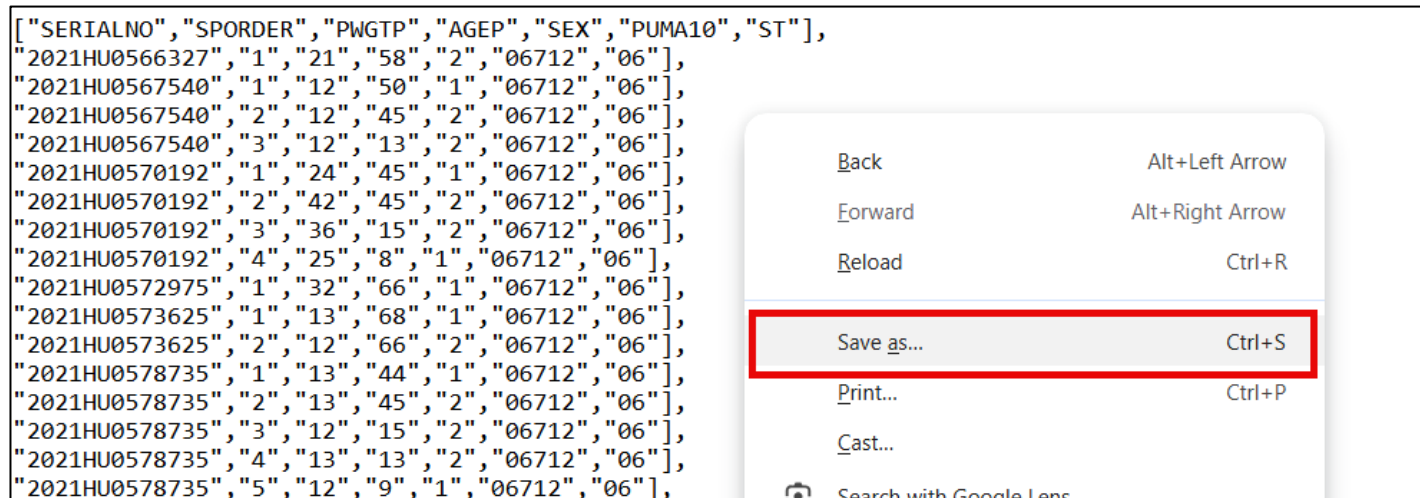 ["SERIALNO","SPORDER","PWGTP","AGEP","SEX","PUMA10","ST"],
"2021HU0566327","1","21","58","2","06712","06"],
"2021HU0567540","1","12","50","1","06712","06"],
"2021HU0567540","2","12","45","2","06712","06"],
"2021HU0567540","3","12","13","2","06712","06"],
"2021HU0570192","1","24","45","1","06712","06"],
"2021HU0570192","2","42","45","2","06712","06"],
"2021HU0570192","3","36","15","2","06712","06"],
"2021HU0570192","4","25","8","1","06712","06"],
"2021HU0572975","1","32","66","1","06712","06"],
"2021HU0573625","1","13","68","1","06712","06"],
"2021HU0573625","2","12","66","2","06712","06"],
"2021HU0578735","1","13","44","1","06712","06"],
"2021HU0578735","2","13","45","2","06712","06"],
"2021HU0578735","3","12","15","2","06712","06"],
"2021HU0578735","4","13","13","2","06712","06"],
"2021HU0578735","5","12","9","1","06712","06"],
Back Alt+Left Arrow
Forward Alt+Right Arrow
Reload Ctrl+R
Save as... Ctrl+S
Print... Ctrl+P
Cast...
Search with Google Lens